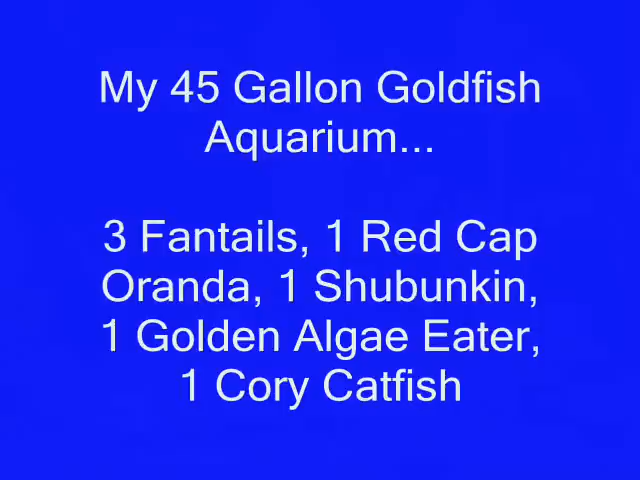 My 45 Gallon Goldfish
Aquarium...
3 Fantails, 1 Red Cap
Oranda, 1 Shubunkin,
1 Golden Algae Eater,
1 Cory Catfish